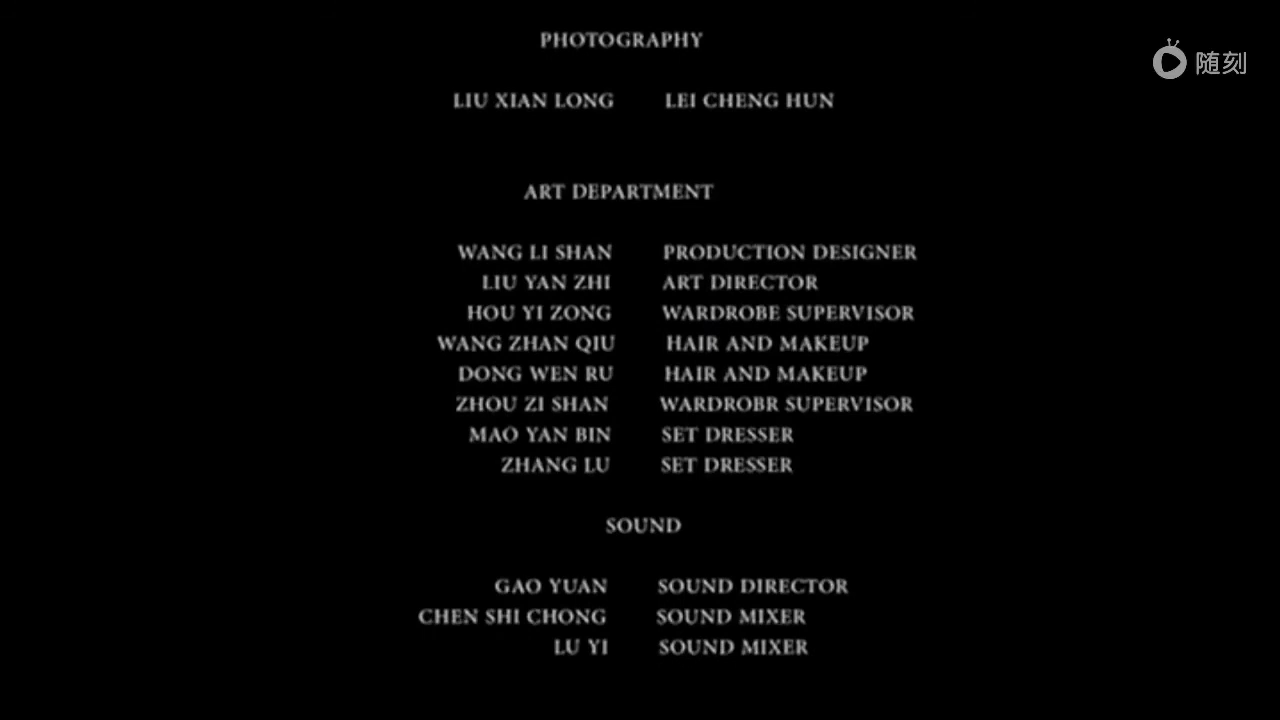 PHOTOGRAPHY
随刻
LIU XIAN LONG LEI CHENG HUN
ART DEPARTMENT
WANG LI SHAN PRODUCTION DESIGNER
LIU YAN ZHI ART DIRECTOR
HOU YI ZONG WARDROBE SUPERVISOR
WANG ZHAN QIU HAIR AND MAKEUP
DONG WEN RU HAIR AND MAKEUP
ZHOU ZI SHAN WARDROBR SUPERVISOR
MAO YAN BIN SET DRESSER
ZHANG LU SET DRESSER
SOUND
GAO YUAN SOUND DIRECTOR
CHEN SHI CHONG SOUND MIXER
LU YI SOUND MIXER